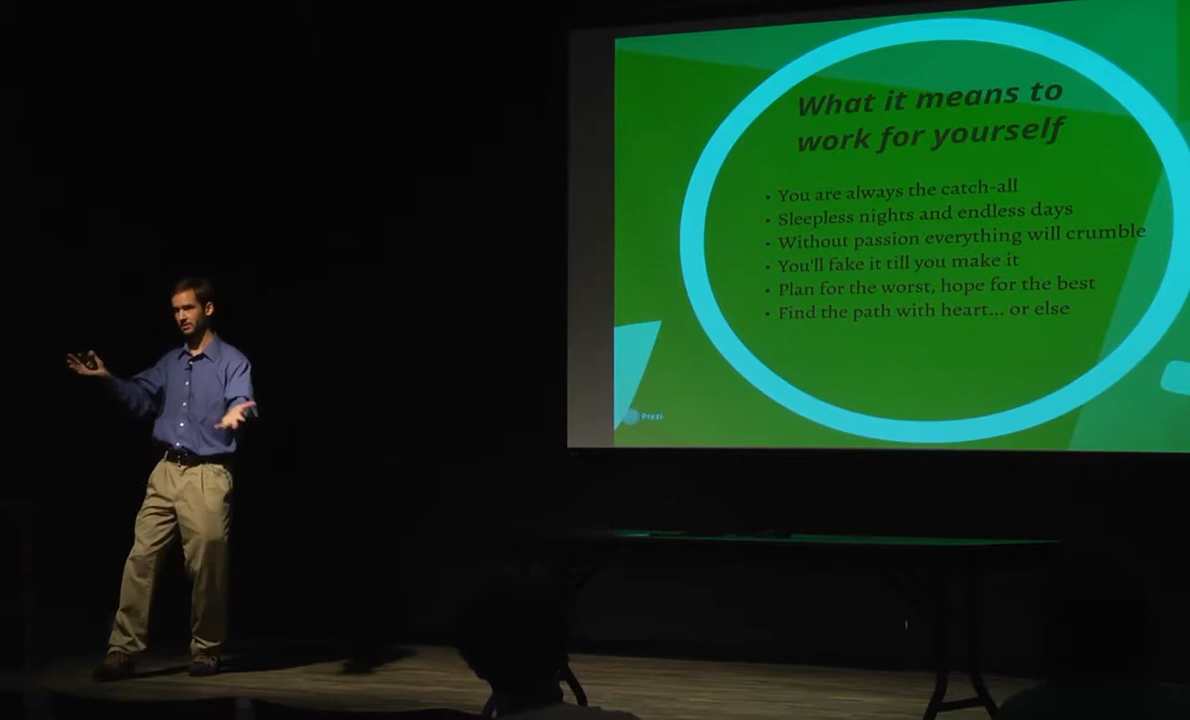 What it means to
work for yourself
• You are always the catch-all
• Sleepless nights and endless days
• Without passion everything will crumble
• You'll fake it till you make it
• Plan for the worst, hope for the best
• Find the path with heart... or else
Prezi